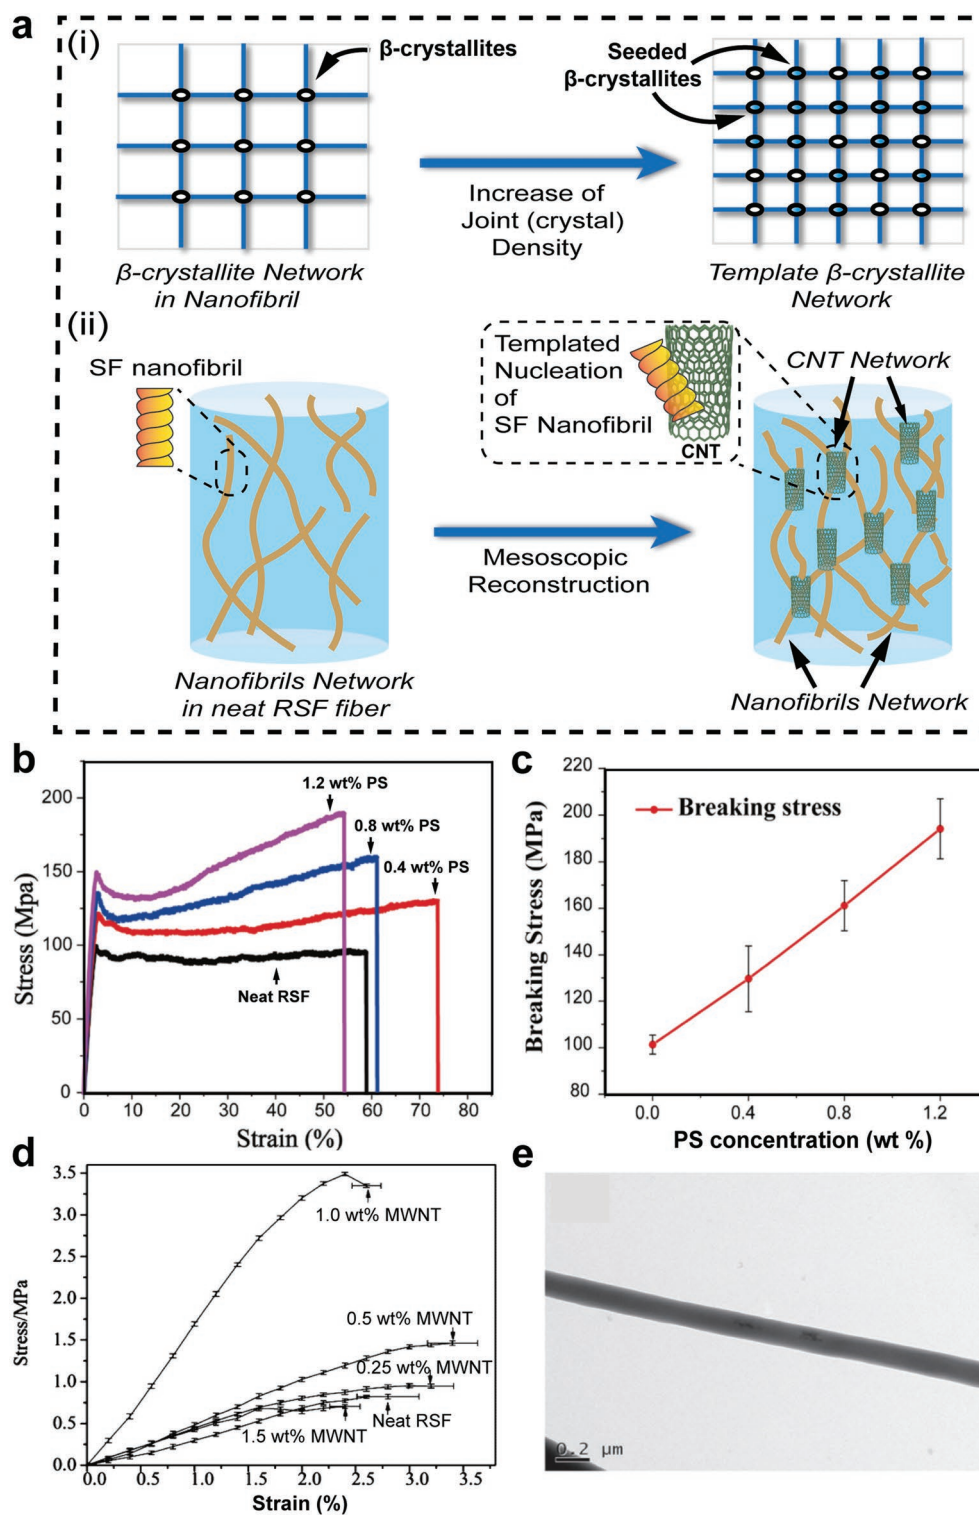 a
(i)
β-crystallites
Seeded
β-crystallites
Increase of
Joint (crystal)
Density
β-crystallite Network
in Nanofibril
Template β-crystallite
Network
(ii)
SF nanofibril
Templated
Nucleation
of
SF Nanofibril
CNT
CNT Network
Mesoscopic
Reconstruction
Nanofibrils Network
in neat RSF fiber
Nanofibrils Network
b
Stress (Mpa)
200
150
100
50
0
0 10 20 30 40 50 60 70 80
Strain (%)
1.2 wt% PS
0.8 wt% PS
0.4 wt% PS
Neat RSF
c
Breaking Stress (MPa)
220
200
180
160
140
120
100
80
0.0 0.4 0.8 1.2
PS concentration (wt %)
Breaking stress
d
Stress/MPa
3.5
3.0
2.5
2.0
1.5
1.0
0.5
0.0
0.0 0.5 1.0 1.5 2.0 2.5 3.0 3.5
Strain (%)
1.0 wt% MWNT
0.5 wt% MWNT
0.25 wt% MWNT
Neat RSF
1.5 wt% MWNT
e
0.2 µm